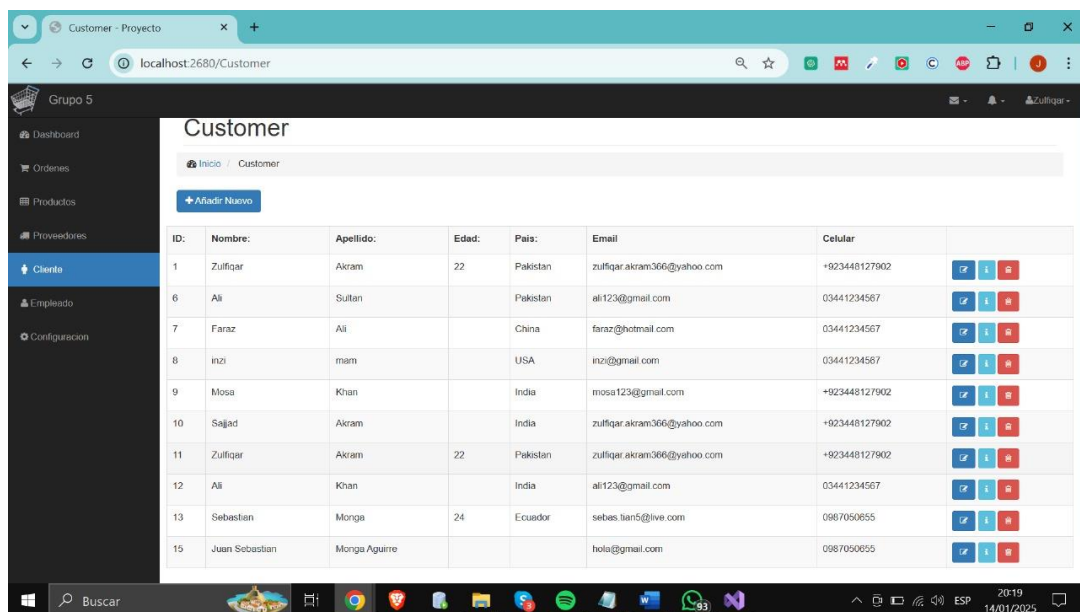 Customer - Proyecto
localhost:2680/Customer
ABP
J
Grupo 5
Zulfiqar
Dashboard
Ordenes
Productos
Proveedores
Cliente
Empleado
Configuracion
Customer
Inicio / Customer
Añadir Nuevo
ID: Nombre: Apellido: Edad: Pais: Email Celular
1 Zulfiqar Akram 22 Pakistan zulfiqar.akram366@yahoo.com +923448127902
6 Ali Sultan Pakistan ali123@gmail.com 03441234567
7 Faraz Ali China faraz@hotmail.com 03441234567
8 inzi mam USA inzi@gmail.com 03441234567
9 Mosa Khan India mosa123@gmail.com +923448127902
10 Sajjad Akram India zulfiqar.akram366@yahoo.com +923448127902
11 Zulfiqar Akram 22 Pakistan zulfiqar.akram366@yahoo.com +923448127902
12 Ali Khan India ali123@gmail.com 03441234567
13 Sebastian Monga 24 Ecuador sebas.tian5@live.com 0987050655
15 Juan Sebastian Monga Aguirre hola@gmail.com 0987050655
Buscar
93
ESP
20:19
14/01/2025